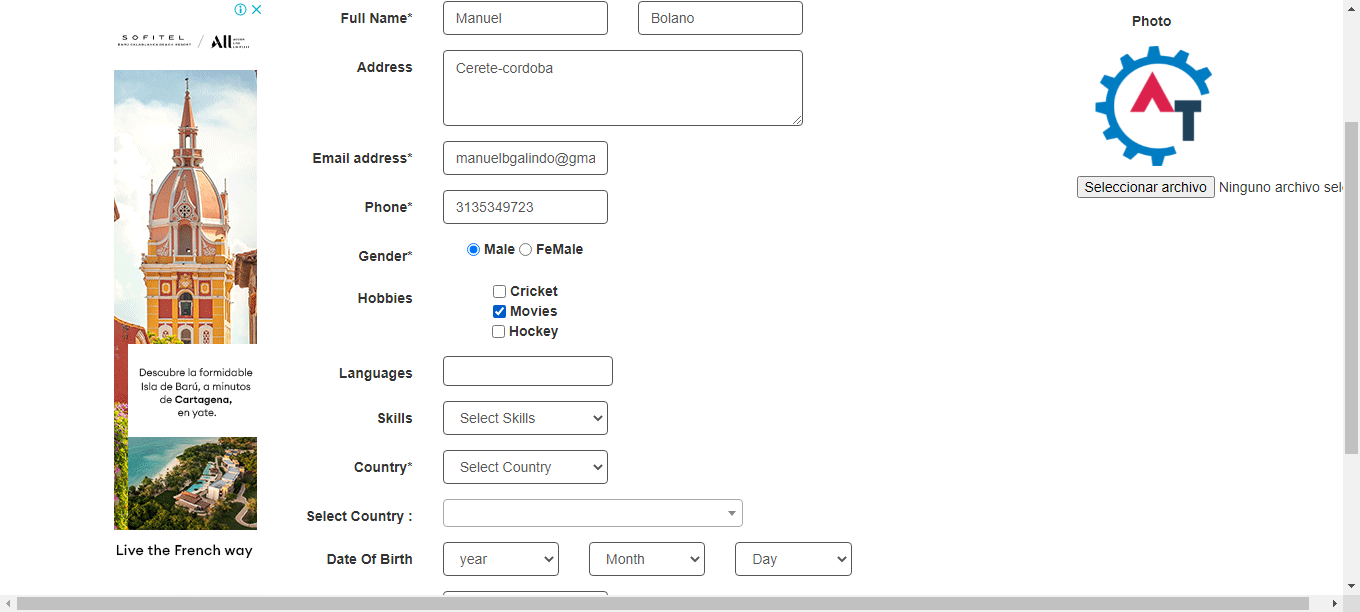 SOFITEL
Descubre la formidable
Isla de Barú, a minutos
de Cartagena,
en yate.
Live the French way
Full Name* Manuel Bolano
Address Cerete-cordoba
Email address* manuelbgalindo@gma
Phone* 3135349723
Gender* Male FeMale
Hobbies Cricket
Movies
Hockey
Languages
Skills Select Skills
Country* Select Country
Select Country :
Date Of Birth year Month Day
Photo
AT
Seleccionar archivo Ninguno archivo sel